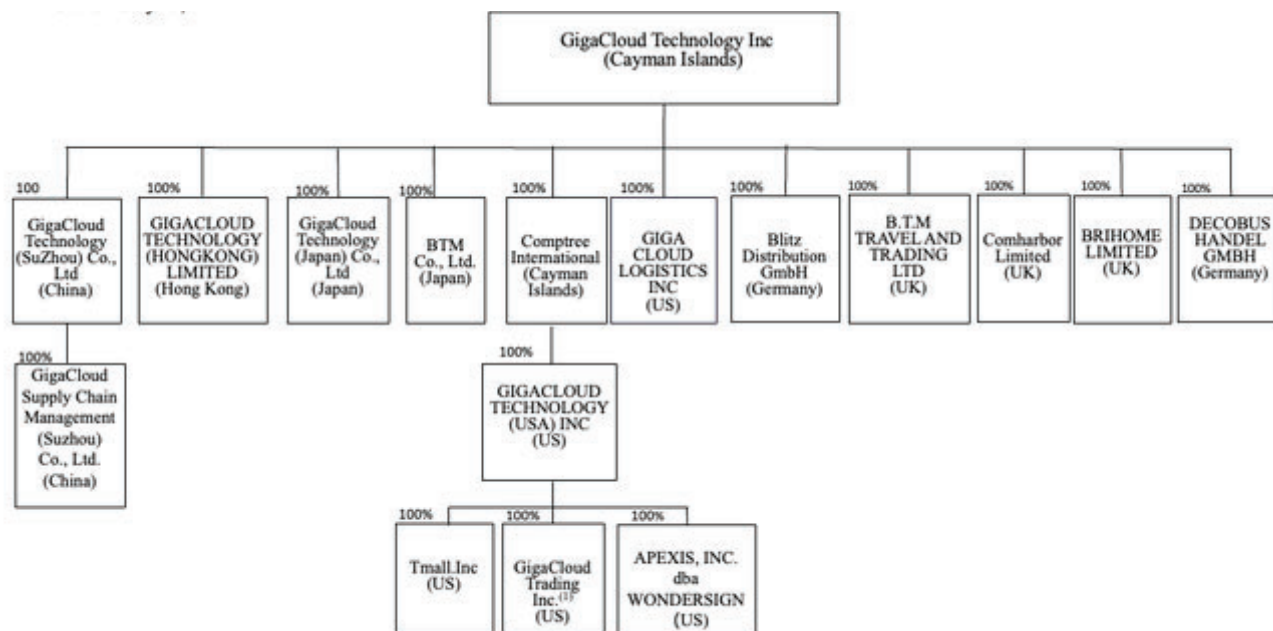 GigaCloud Technology Inc
(Cayman Islands)
100
GigaCloud
Technology
(SuZhou) Co.,
Ltd
(China)
100%
GIGACLOUD
TECHNOLOGY
(HONGKONG)
LIMITED
(Hong Kong)
100%
GigaCloud
Technology
(Japan) Co.,
Ltd
(Japan)
100%
BTM
Co., Ltd.
(Japan)
100%
Comptree
International
(Cayman
Islands)
100%
GIGA
CLOUD
LOGISTICS
INC
(US)
100%
Blitz
Distribution
GmbH
(Germany)
100%
B.T.M
TRAVEL AND
TRADING
LTD
(UK)
100%
Comharbor
Limited
(UK)
100%
BRIHOME
LIMITED
(UK)
100%
DECOBUS
HANDEL
GMBH
(Germany)
100%
GigaCloud
Supply Chain
Management
(Suzhou)
Co., Ltd.
(China)
100%
GIGACLOUD
TECHNOLOGY
(USA) INC
(US)
100%
Tmall.Inc
(US)
100%
GigaCloud
Trading
Inc.(1)
(US)
100%
APEXIS, INC.
dba
WONDERSIGN
(US)